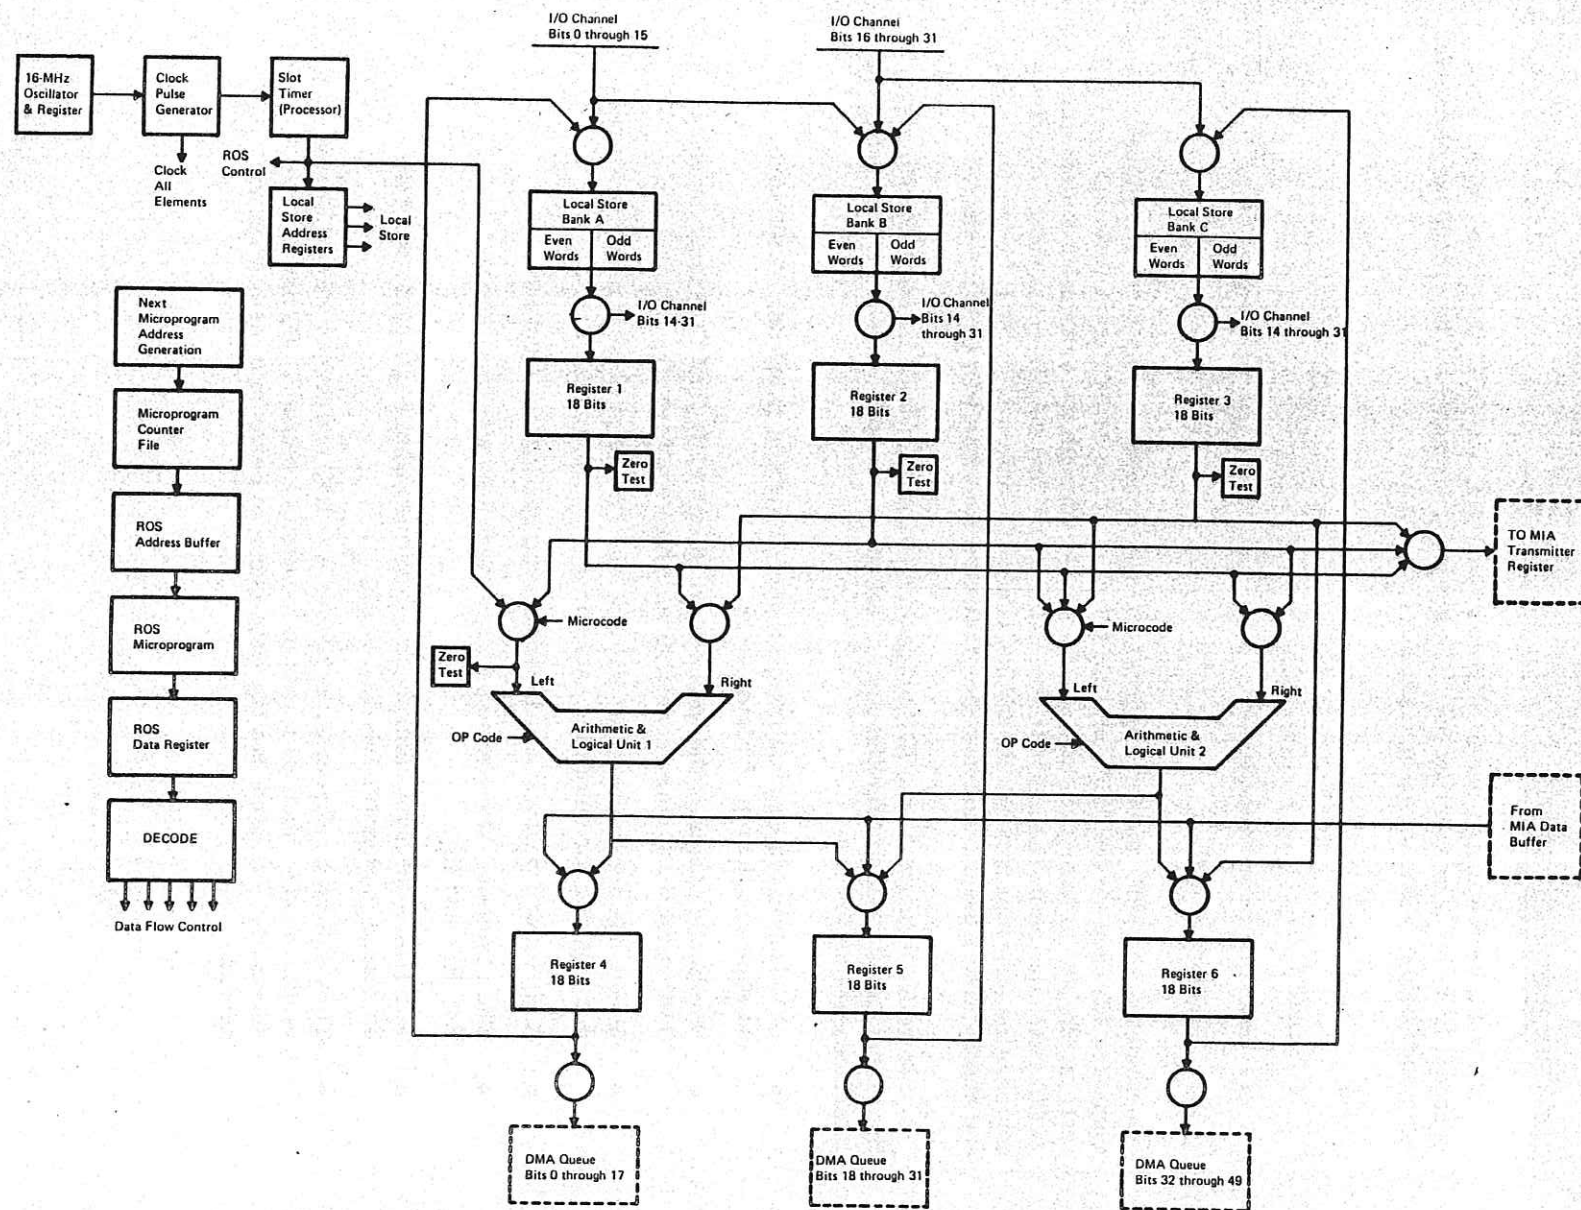 I/O Channel
Bits 0 through 15
I/O Channel
Bits 16 through 31
16-MHz
Oscillator
& Register
Clock
Pulse
Generator
Slot
Timer
(Processor)
Clock
All
Elements
ROS
Control
Local
Store
Address
Registers
Local
Store
Local Store
Bank A
Even
Words
Odd
Words
Local Store
Bank B
Even
Words
Odd
Words
Local Store
Bank C
Even
Words
Odd
Words
I/O Channel
Bits 14-31
I/O Channel
Bits 14
through 31
I/O Channel
Bits 14 through 31
Next
Microprogram
Address
Generation
Microprogram
Counter
File
ROS
Address Buffer
ROS
Microprogram
ROS
Data Register
DECODE
Data Flow Control
Register 1
18 Bits
Register 2
18 Bits
Register 3
18 Bits
Zero
Test
Zero
Test
Zero
Test
TO MIA
Transmitter
Register
Microcode
Microcode
Zero
Test
Left
Right
Left
Right
OP Code
Arithmetic &
Logical Unit 1
OP Code
Arithmetic &
Logical Unit 2
From
MIA Data
Buffer
Register 4
18 Bits
Register 5
18 Bits
Register 6
18 Bits
DMA Queue
Bits 0 through 17
DMA Queue
Bits 18 through 31
DMA Queue
Bits 32 through 49